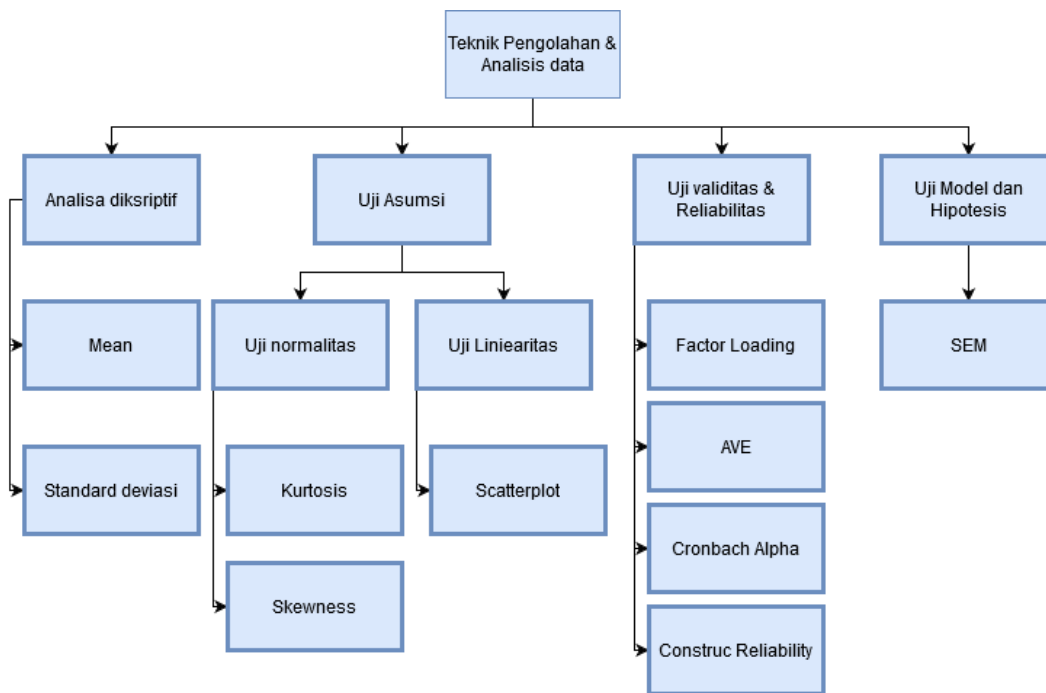 Teknik Pengolahan &
Analisis data
Analisa diksriptif
Uji Asumsi
Uji validitas &
Reliabilitas
Uji Model dan
Hipotesis
Mean
Uji normalitas
Uji Liniearitas
Factor Loading
SEM
AVE
Standard deviasi
Kurtosis
Scatterplot
Cronbach Alpha
Skewness
Construc Reliability